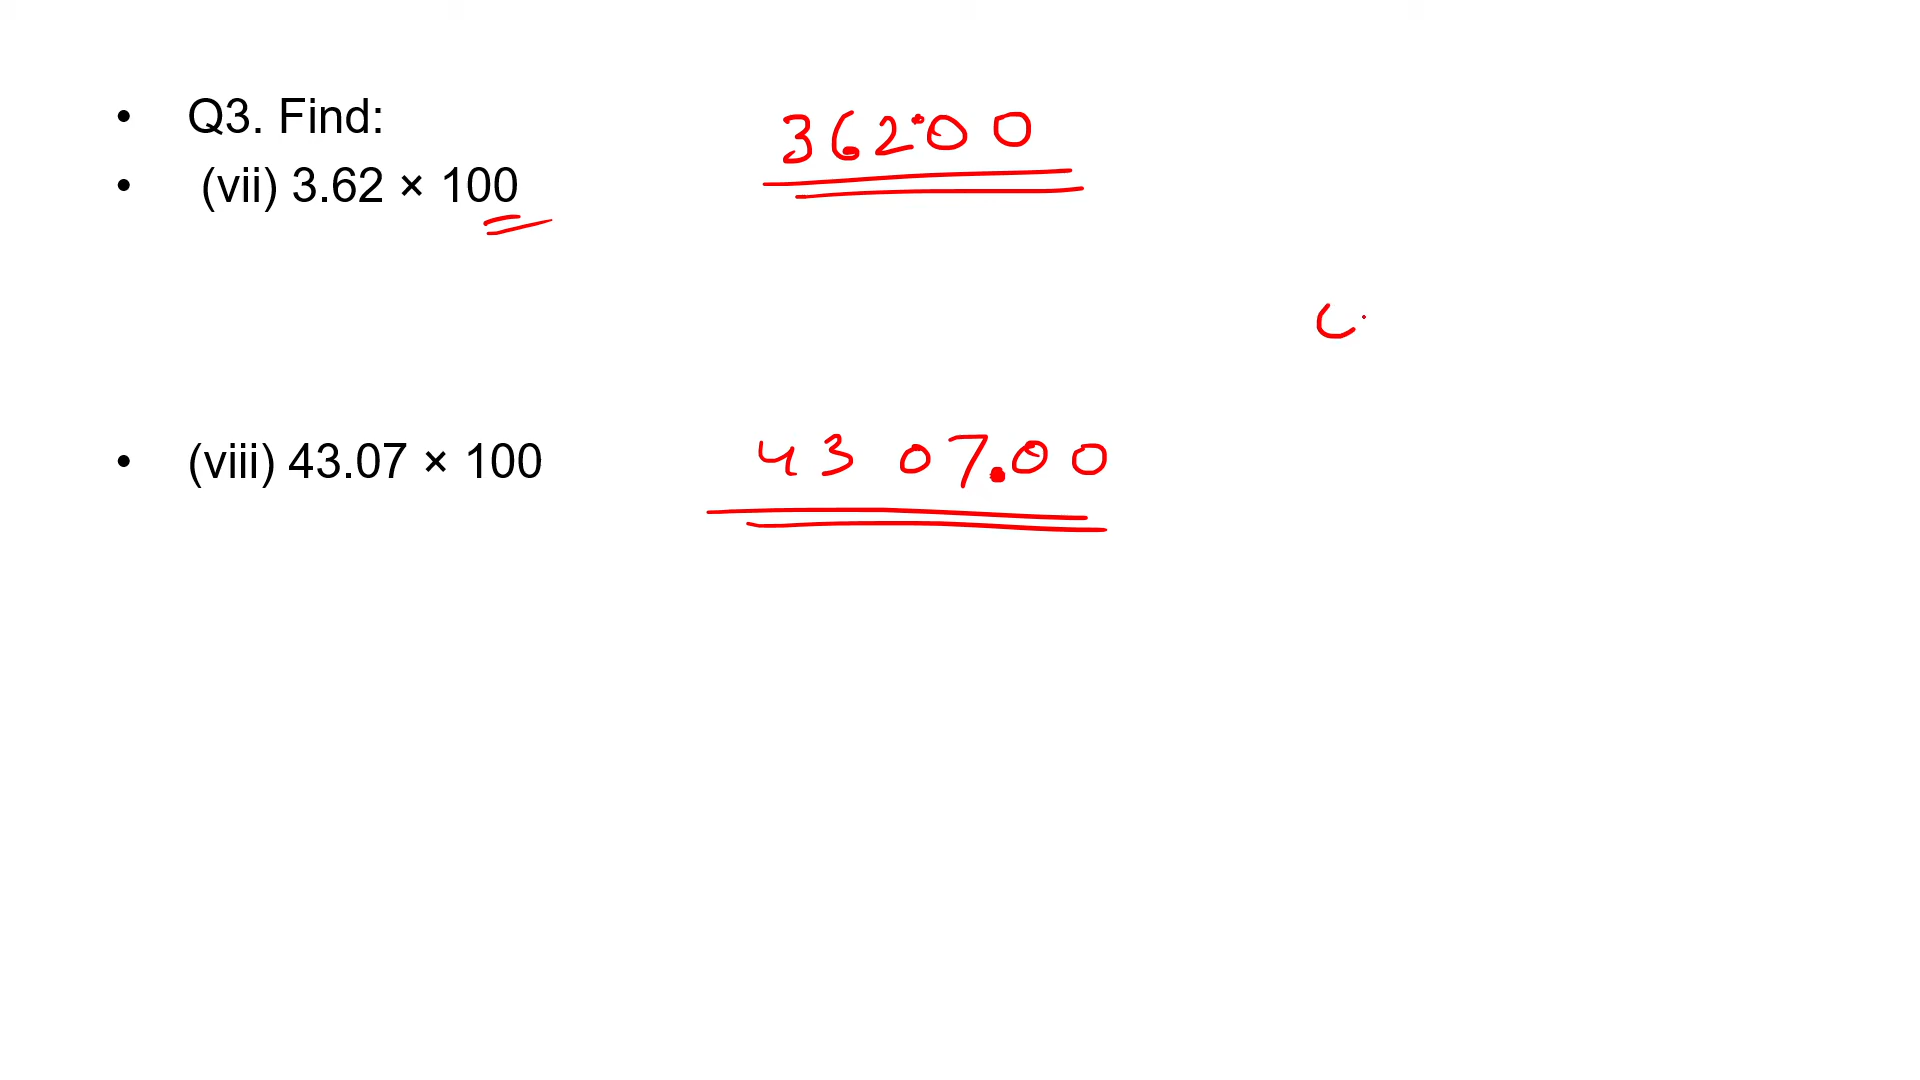 • Q3. Find:
362.00
• (vii) 3.62 × 100
• (viii) 43.07 × 100
4307.00